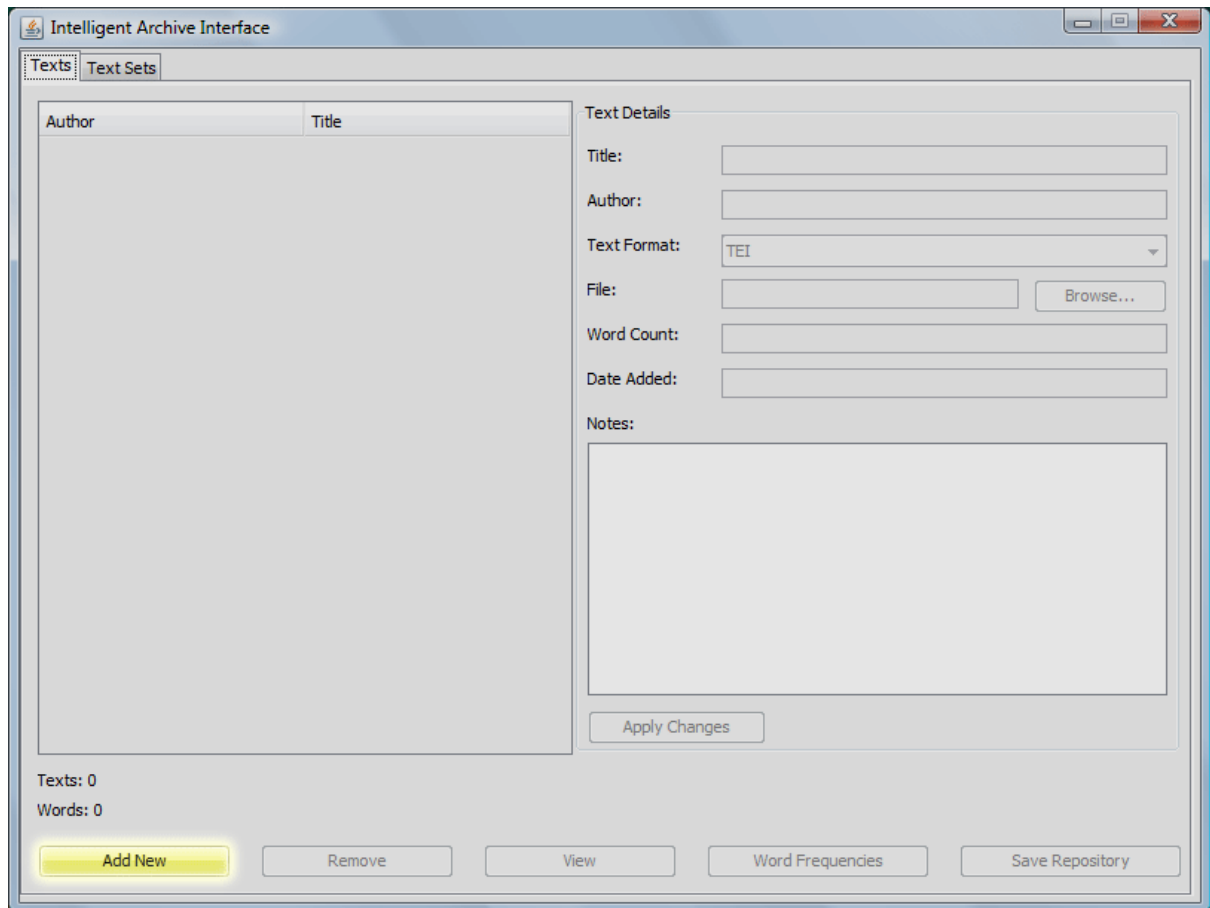 Intelligent Archive Interface
Texts Text Sets
Author Title
Text Details
Title:
Author:
Text Format: TEI
File: Browse...
Word Count:
Date Added:
Notes:
Apply Changes
Texts: 0
Words: 0
Add New Remove View Word Frequencies Save Repository